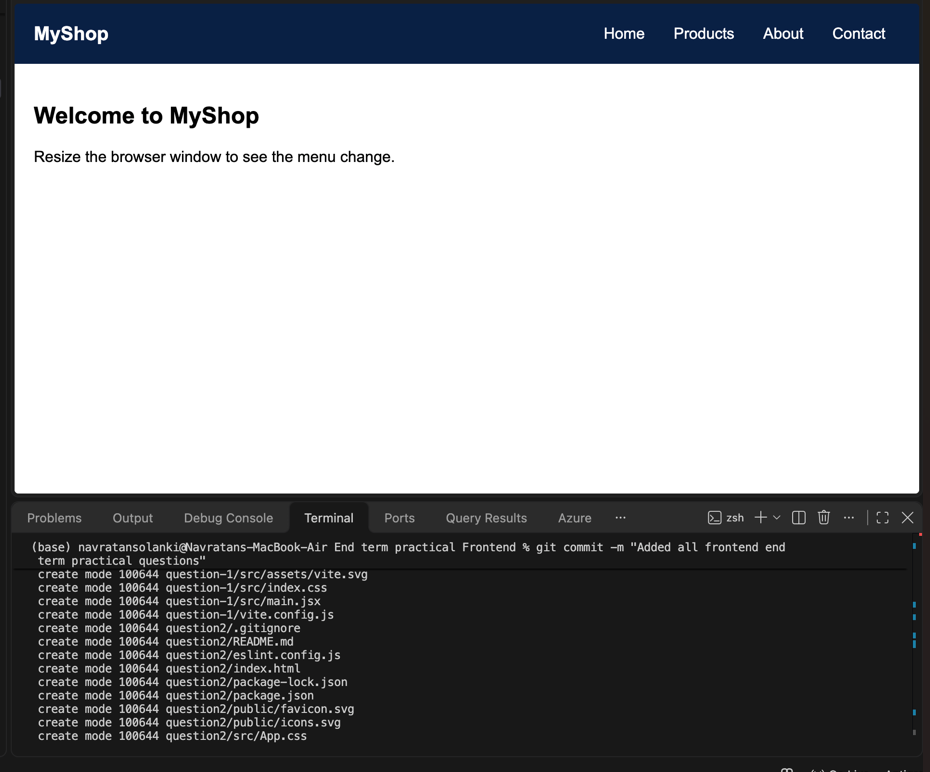 MyShop
Home Products About Contact
Welcome to MyShop
Resize the browser window to see the menu change.
Problems Output Debug Console Terminal Ports Query Results Azure ··· zsh ···
(base) navratansolanki@Navratans-MacBook-Air End term practical Frontend % git commit -m "Added all frontend end
term practical questions"
create mode 100644 question-1/src/assets/vite.svg
create mode 100644 question-1/src/index.css
create mode 100644 question-1/src/main.jsx
create mode 100644 question-1/vite.config.js
create mode 100644 question2/.gitignore
create mode 100644 question2/README.md
create mode 100644 question2/eslint.config.js
create mode 100644 question2/index.html
create mode 100644 question2/package-lock.json
create mode 100644 question2/package.json
create mode 100644 question2/public/favicon.svg
create mode 100644 question2/public/icons.svg
create mode 100644 question2/src/App.css